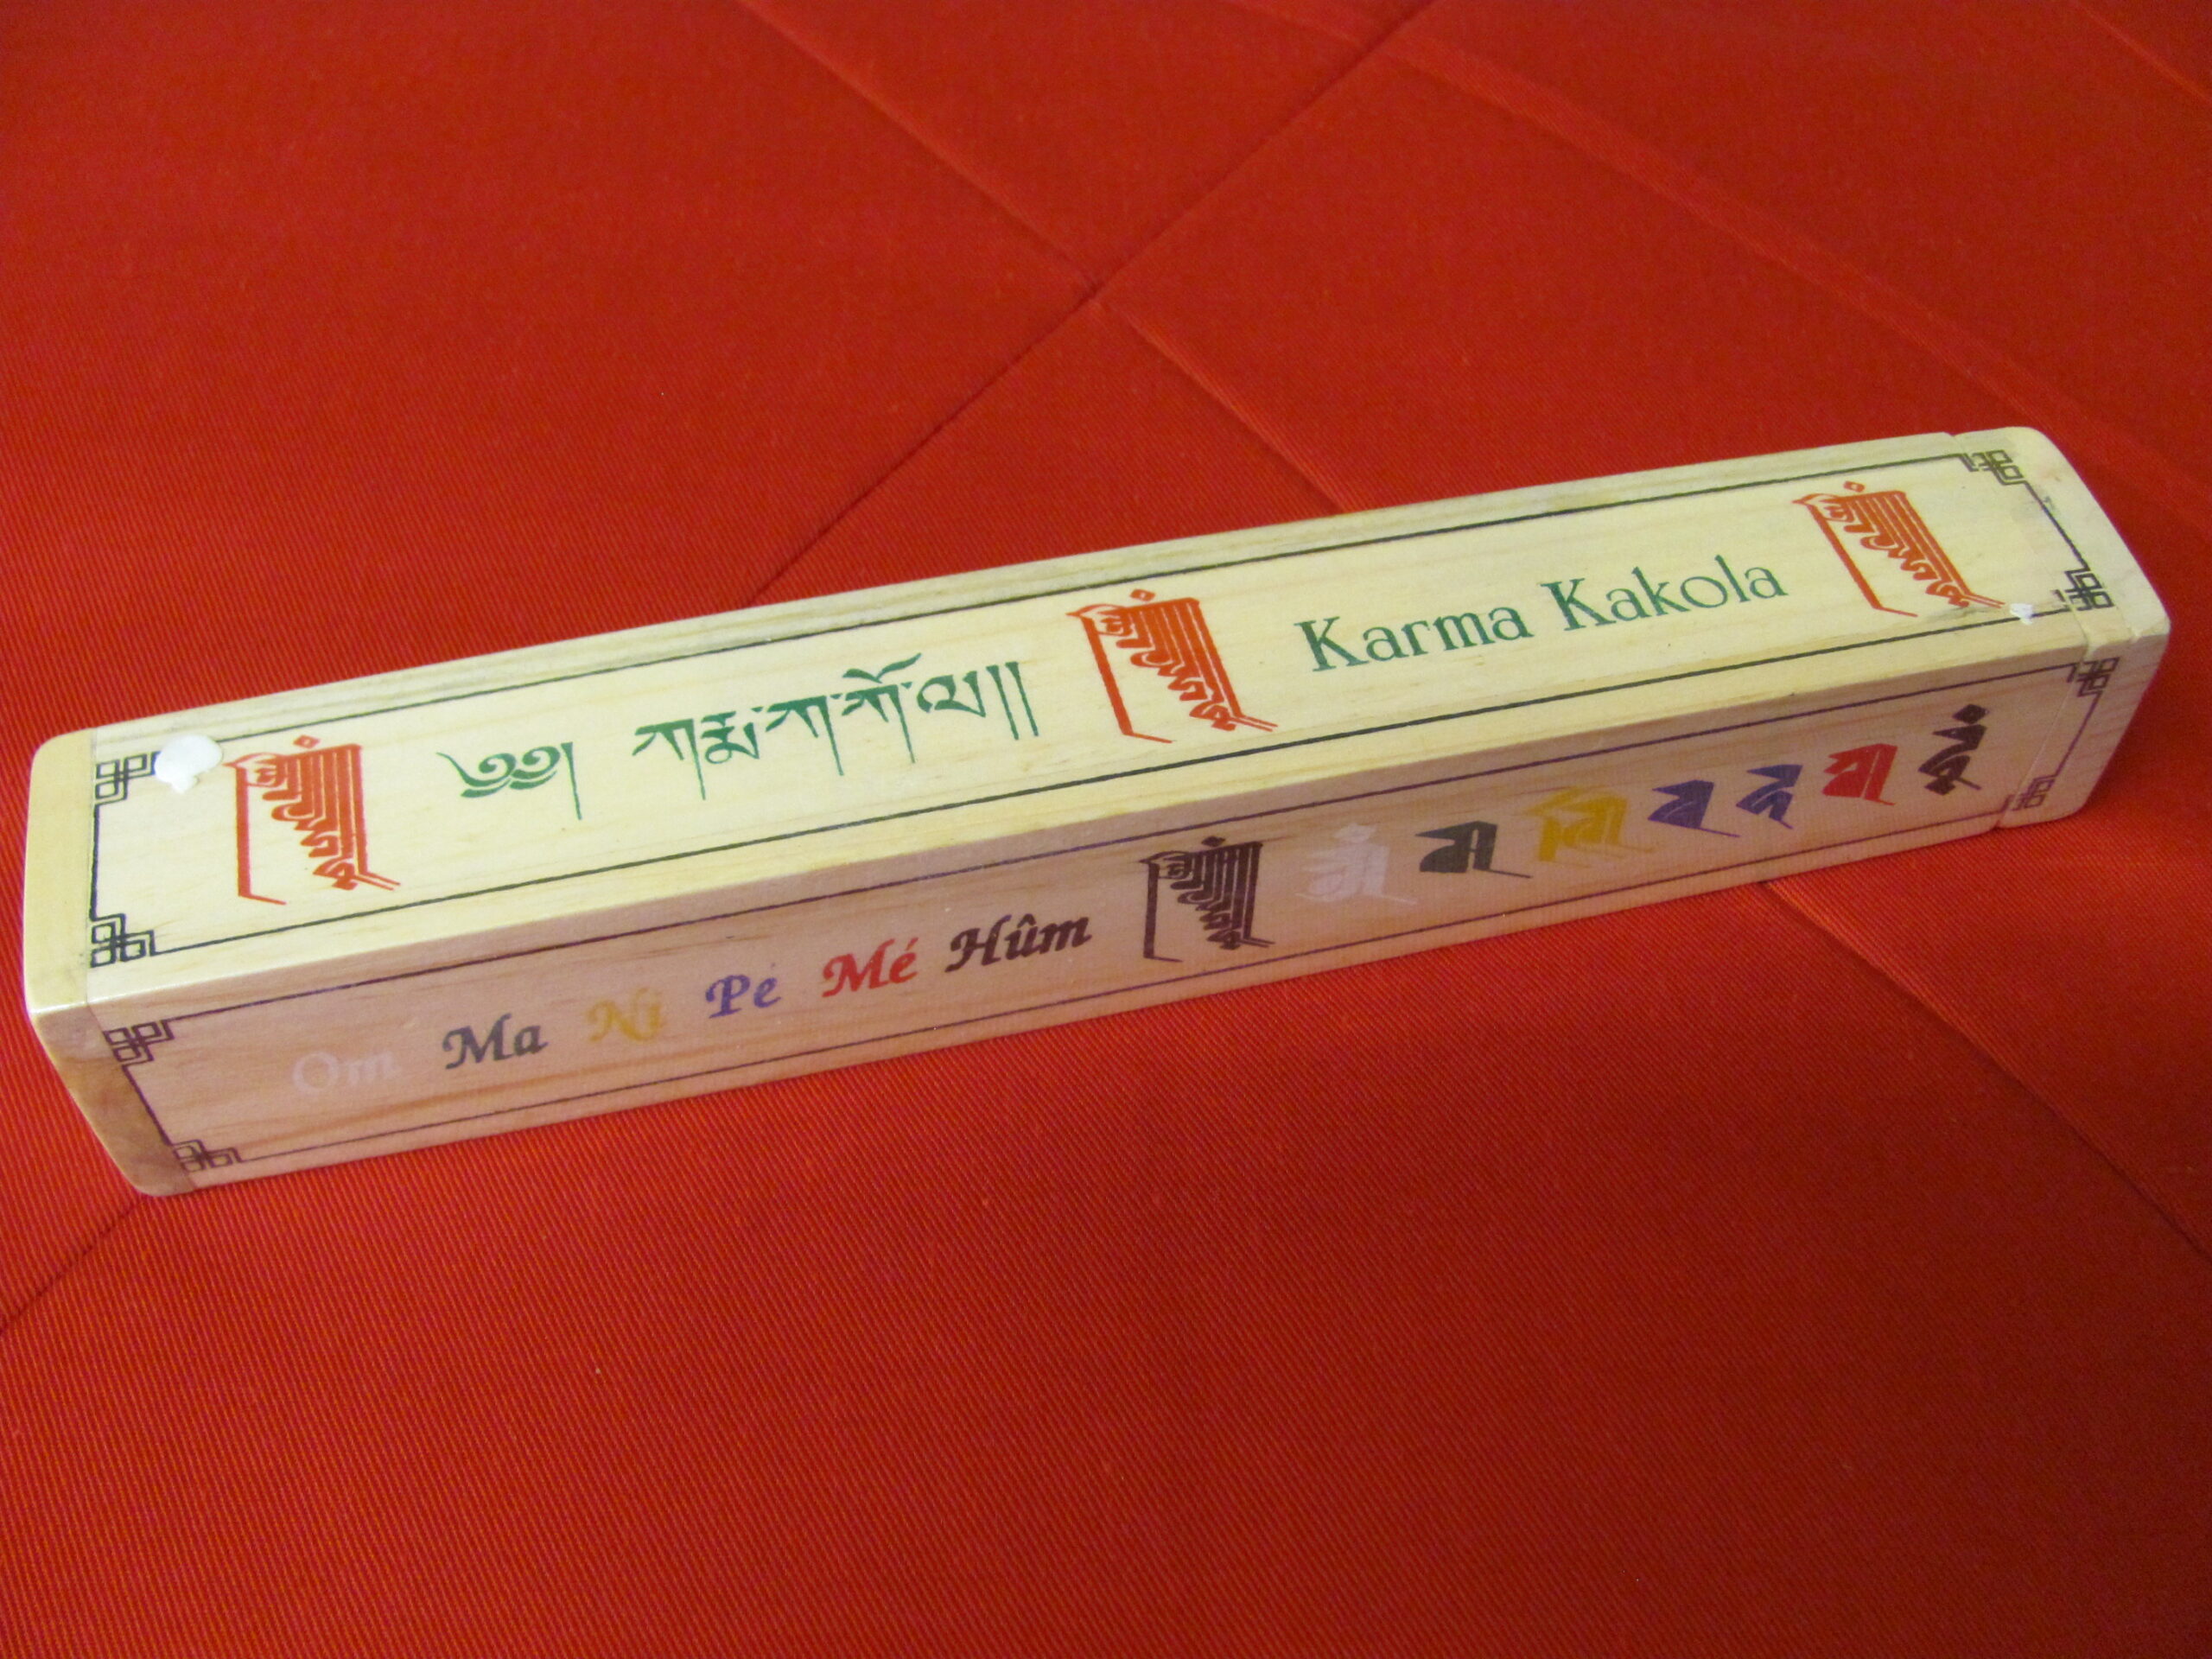 ༄༅། །ཀརྨ་ཀ་ཀོ་ལ།།
Karma Kakola
Om Ma Ni Pe Mé Hûm
ༀ མ ཎི པ དྨེ ཧཱུྃ